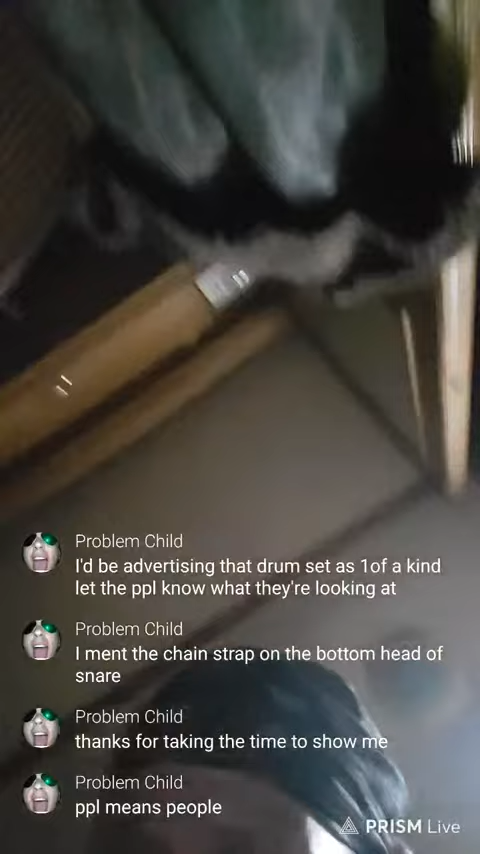 Problem Child
I'd be advertising that drum set as 1of a kind
let the ppl know what they're looking at
Problem Child
I ment the chain strap on the bottom head of
snare
Problem Child
thanks for taking the time to show me
Problem Child
ppl means people
PRISM Live